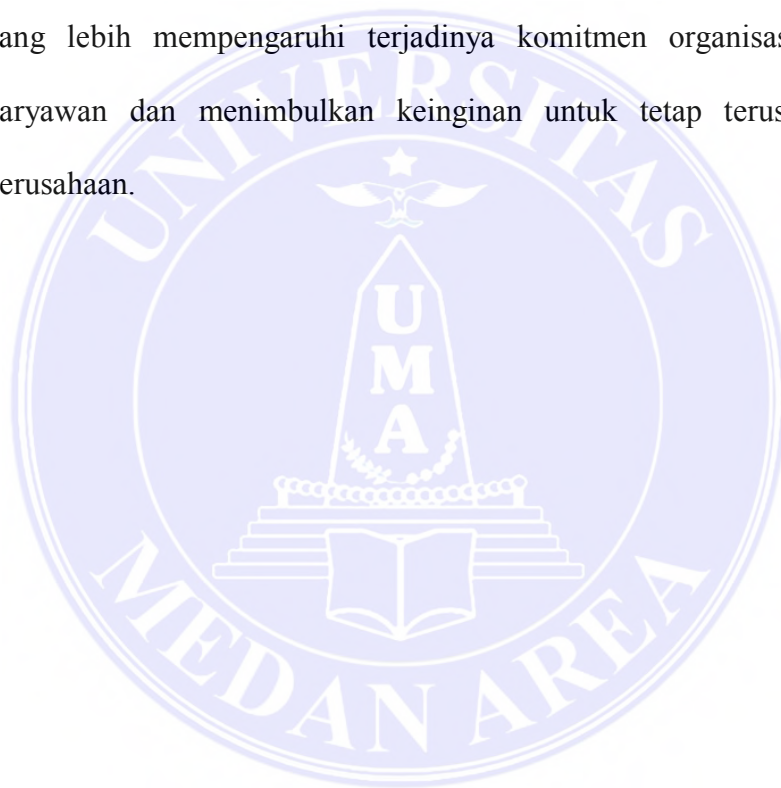 ang lebih mempengaruhi terjadinya komitmen organisas
aryawan dan menimbulkan keinginan untuk tetap terus
erusahaan.
UNIVERSITAS
UMA
MEDAN AREA